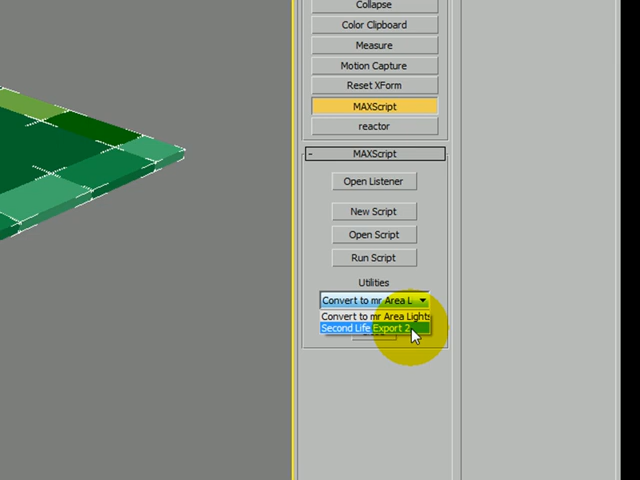 Collapse
Color Clipboard
Measure
Motion Capture
Reset XForm
MAXScript
reactor
- MAXScript
Open Listener
New Script
Open Script
Run Script
Utilities
Convert to mr Area L
Convert to mr Area Lights
Second Life Export 2